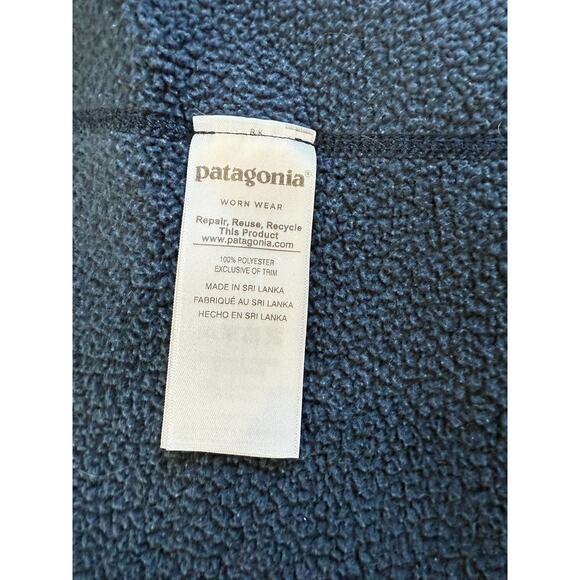 patagonia®
WORN WEAR
Repair, Reuse, Recycle
This Product
www.patagonia.com
100% POLYESTER
EXCLUSIVE OF TRIM
MADE IN SRI LANKA
FABRIQUÉ AU SRI LANKA
HECHO EN SRI LANKA